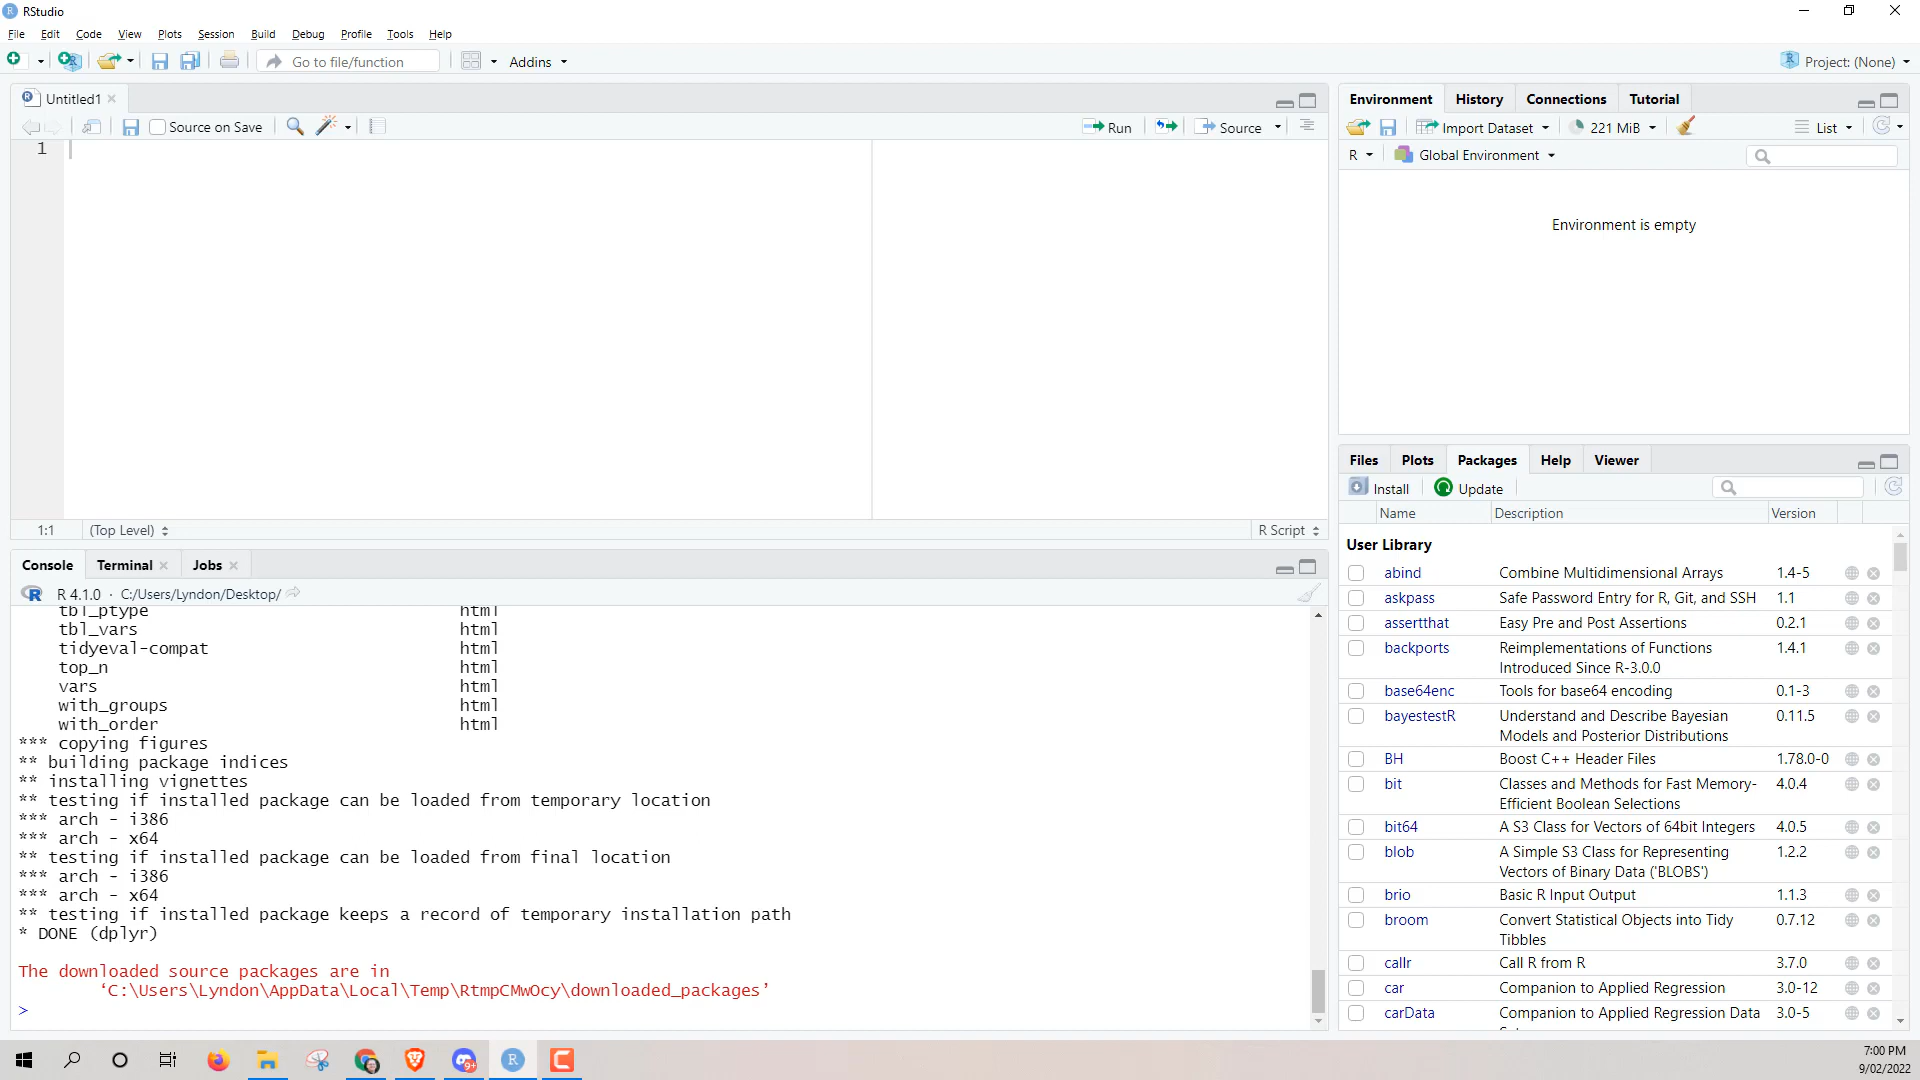 RStudio
File Edit Code View Plots Session Build Debug Profile Tools Help
Go to file/function Addins Project: (None)
Untitled1
Source on Save Run Source
1
1:1 (Top Level) R Script
Console Terminal Jobs
R 4.1.0 · C:/Users/Lyndon/Desktop/
tbl_ptype html
tbl_vars html
tidyeval-compat html
top_n html
vars html
with_groups html
with_order html
*** copying figures
** building package indices
** installing vignettes
** testing if installed package can be loaded from temporary location
*** arch - i386
*** arch - x64
** testing if installed package can be loaded from final location
*** arch - i386
*** arch - x64
** testing if installed package keeps a record of temporary installation path
* DONE (dplyr)
The downloaded source packages are in
‘C:\Users\Lyndon\AppData\Local\Temp\RtmpCMwOcy\downloaded_packages’
>
Environment History Connections Tutorial
Import Dataset 221 MiB List
R Global Environment
Environment is empty
Files Plots Packages Help Viewer
Install Update
Name Description Version
User Library
abind Combine Multidimensional Arrays 1.4-5
askpass Safe Password Entry for R, Git, and SSH 1.1
assertthat Easy Pre and Post Assertions 0.2.1
backports Reimplementations of Functions 1.4.1
Introduced Since R-3.0.0
base64enc Tools for base64 encoding 0.1-3
bayestestR Understand and Describe Bayesian 0.11.5
Models and Posterior Distributions
BH Boost C++ Header Files 1.78.0-0
bit Classes and Methods for Fast Memory- 4.0.4
Efficient Boolean Selections
bit64 A S3 Class for Vectors of 64bit Integers 4.0.5
blob A Simple S3 Class for Representing 1.2.2
Vectors of Binary Data ('BLOBS')
brio Basic R Input Output 1.1.3
broom Convert Statistical Objects into Tidy 0.7.12
Tibbles
callr Call R from R 3.7.0
car Companion to Applied Regression 3.0-12
carData Companion to Applied Regression Data 3.0-5
9+
7:00 PM
9/02/2022